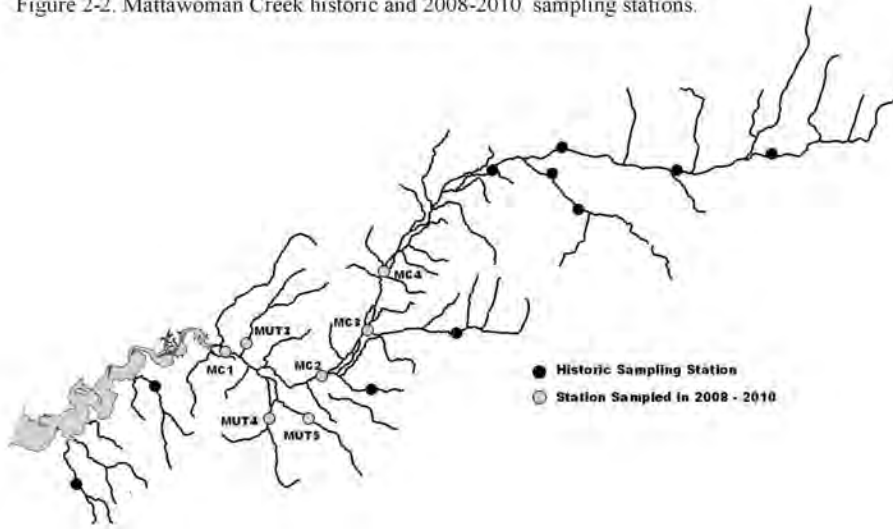 Figure 2-2. Mattawoman Creek historic and 2008-2010. sampling stations.
MC4
MC3
MUT3
MC1
MC2
Historic Sampling Station
Station Sampled in 2008 - 2010
MUT4
MUT5